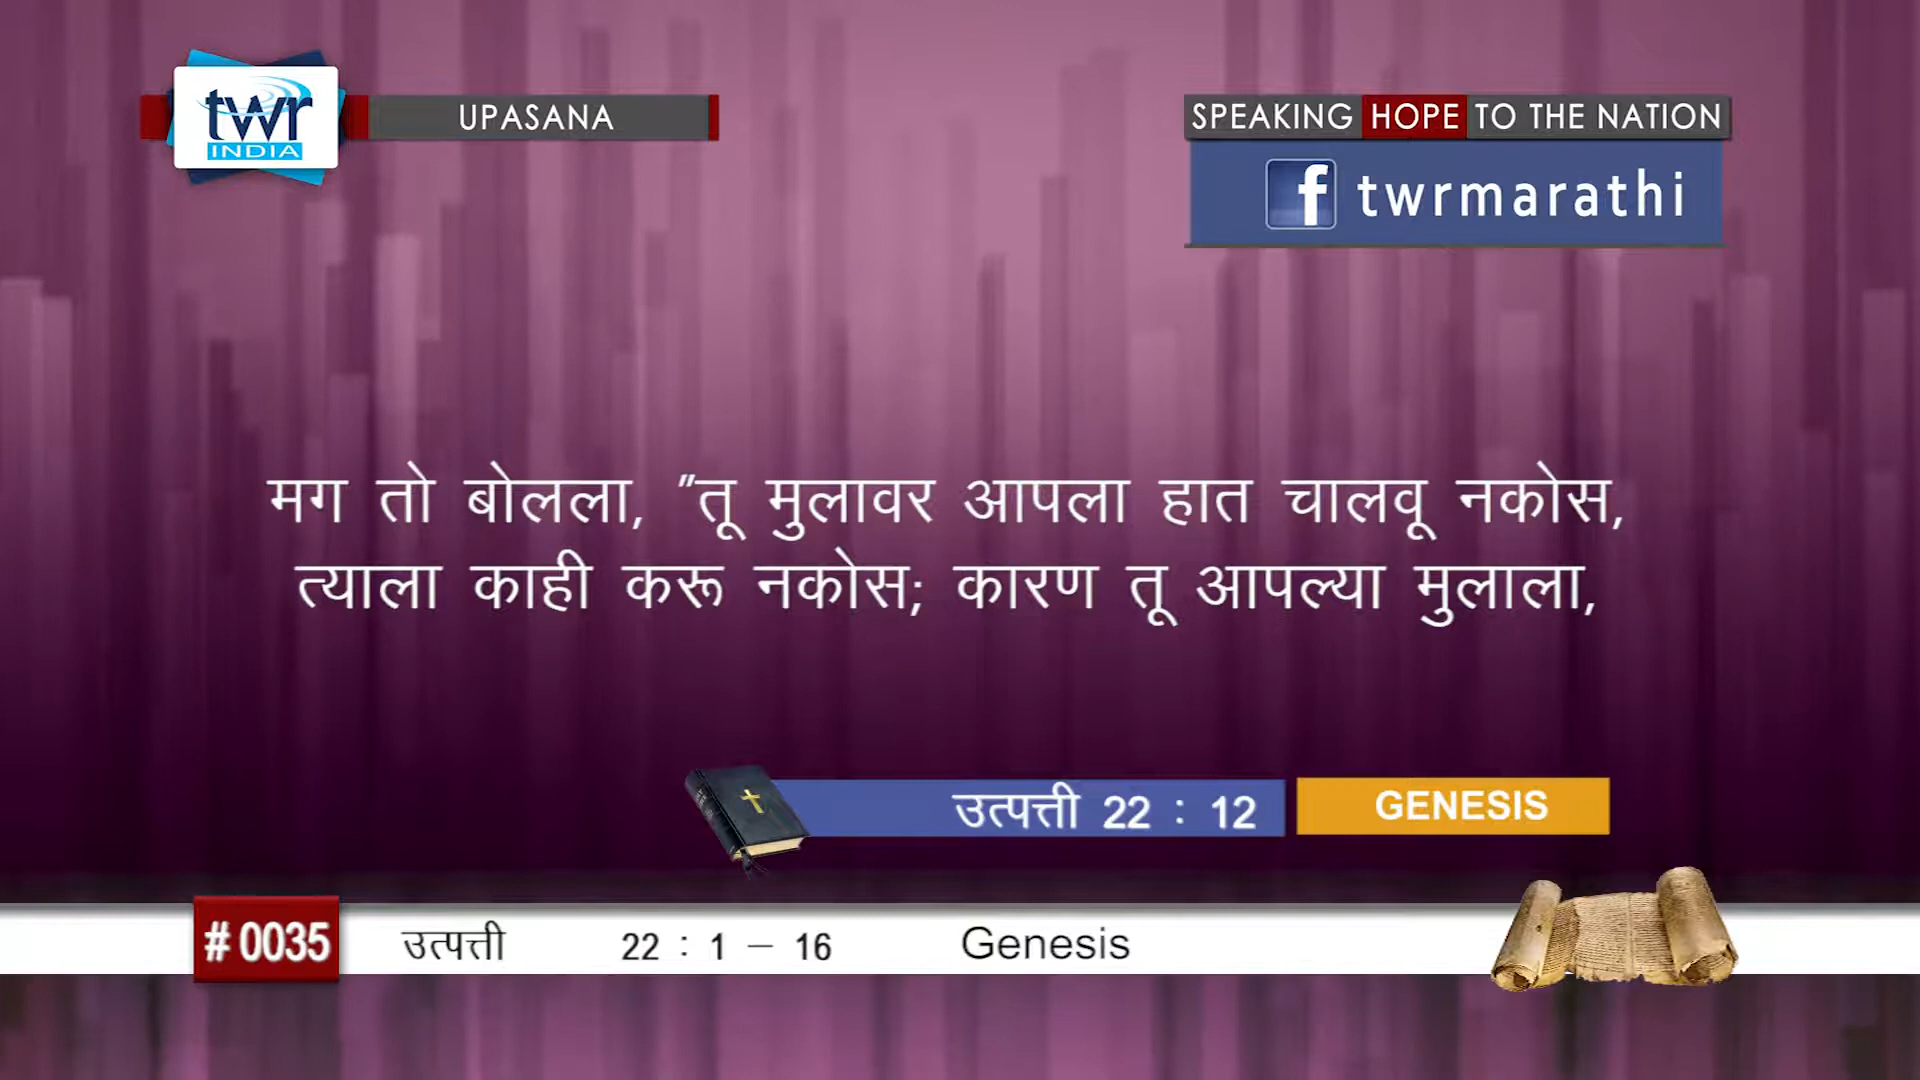 twr
INDIA
UPASANA
SPEAKING HOPE TO THE NATION
f twrmarathi
मग तो बोलला, "तू मुलावर आपला हात चालवू नकोस,
त्याला काही करू नकोस; कारण तू आपल्या मुलाला,
उत्पत्ती 22 : 12 GENESIS
#0035 उत्पत्ती 22 : 1 – 16 Genesis